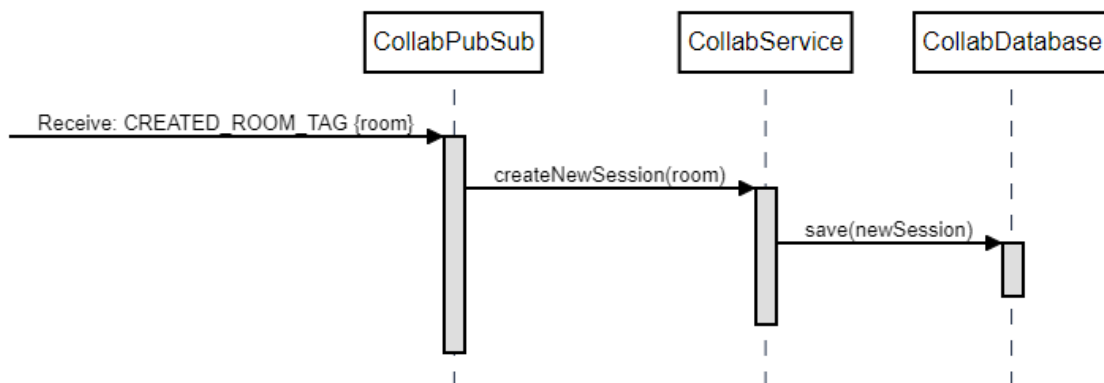 CollabPubSub
CollabService
CollabDatabase
Receive: CREATED_ROOM_TAG {room}
createNewSession(room)
save(newSession)